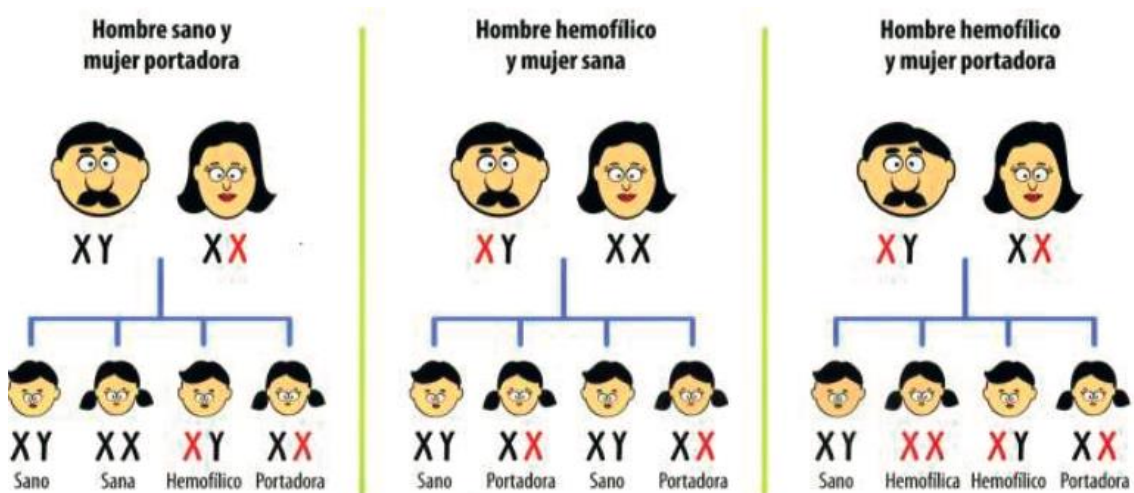 Hombre sano y
mujer portadora
XY
XX
XY
XX
XY
XX
Sano
Sana
Hemofílico
Portadora
Hombre hemofílico
y mujer sana
XY
XX
XY
XX
XY
XX
Sano
Portadora
Sano
Portadora
Hombre hemofílico
y mujer portadora
XY
XX
XY
XX
XY
XX
Sano
Hemofílica
Hemofílico
Portadora